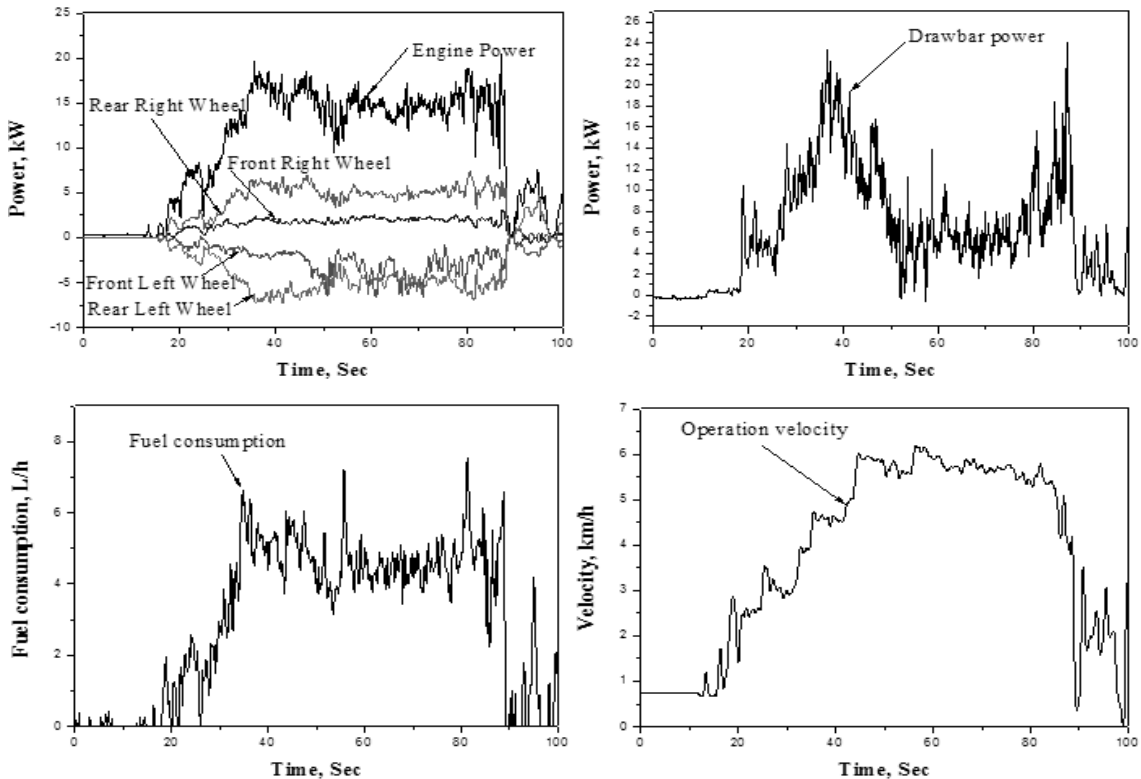 25
20
15
10
5
0
-5
-10
Power, kW
Engine Power
Rear Right Wheel
Front Right Wheel
Front Left Wheel
Rear Left Wheel
0 20 40 60 80 100
Time, Sec
26
24
22
20
18
16
14
12
10
8
6
4
2
0
-2
Power, kW
Drawbar power
0 20 40 60 80 100
Time, Sec
8
6
4
2
0
Fuel consumption, L/h
Fuel consumption
0 20 40 60 80 100
Time, Sec
7
6
5
4
3
2
1
0
Velocity, km/h
Operation velocity
0 20 40 60 80 100
Time, Sec